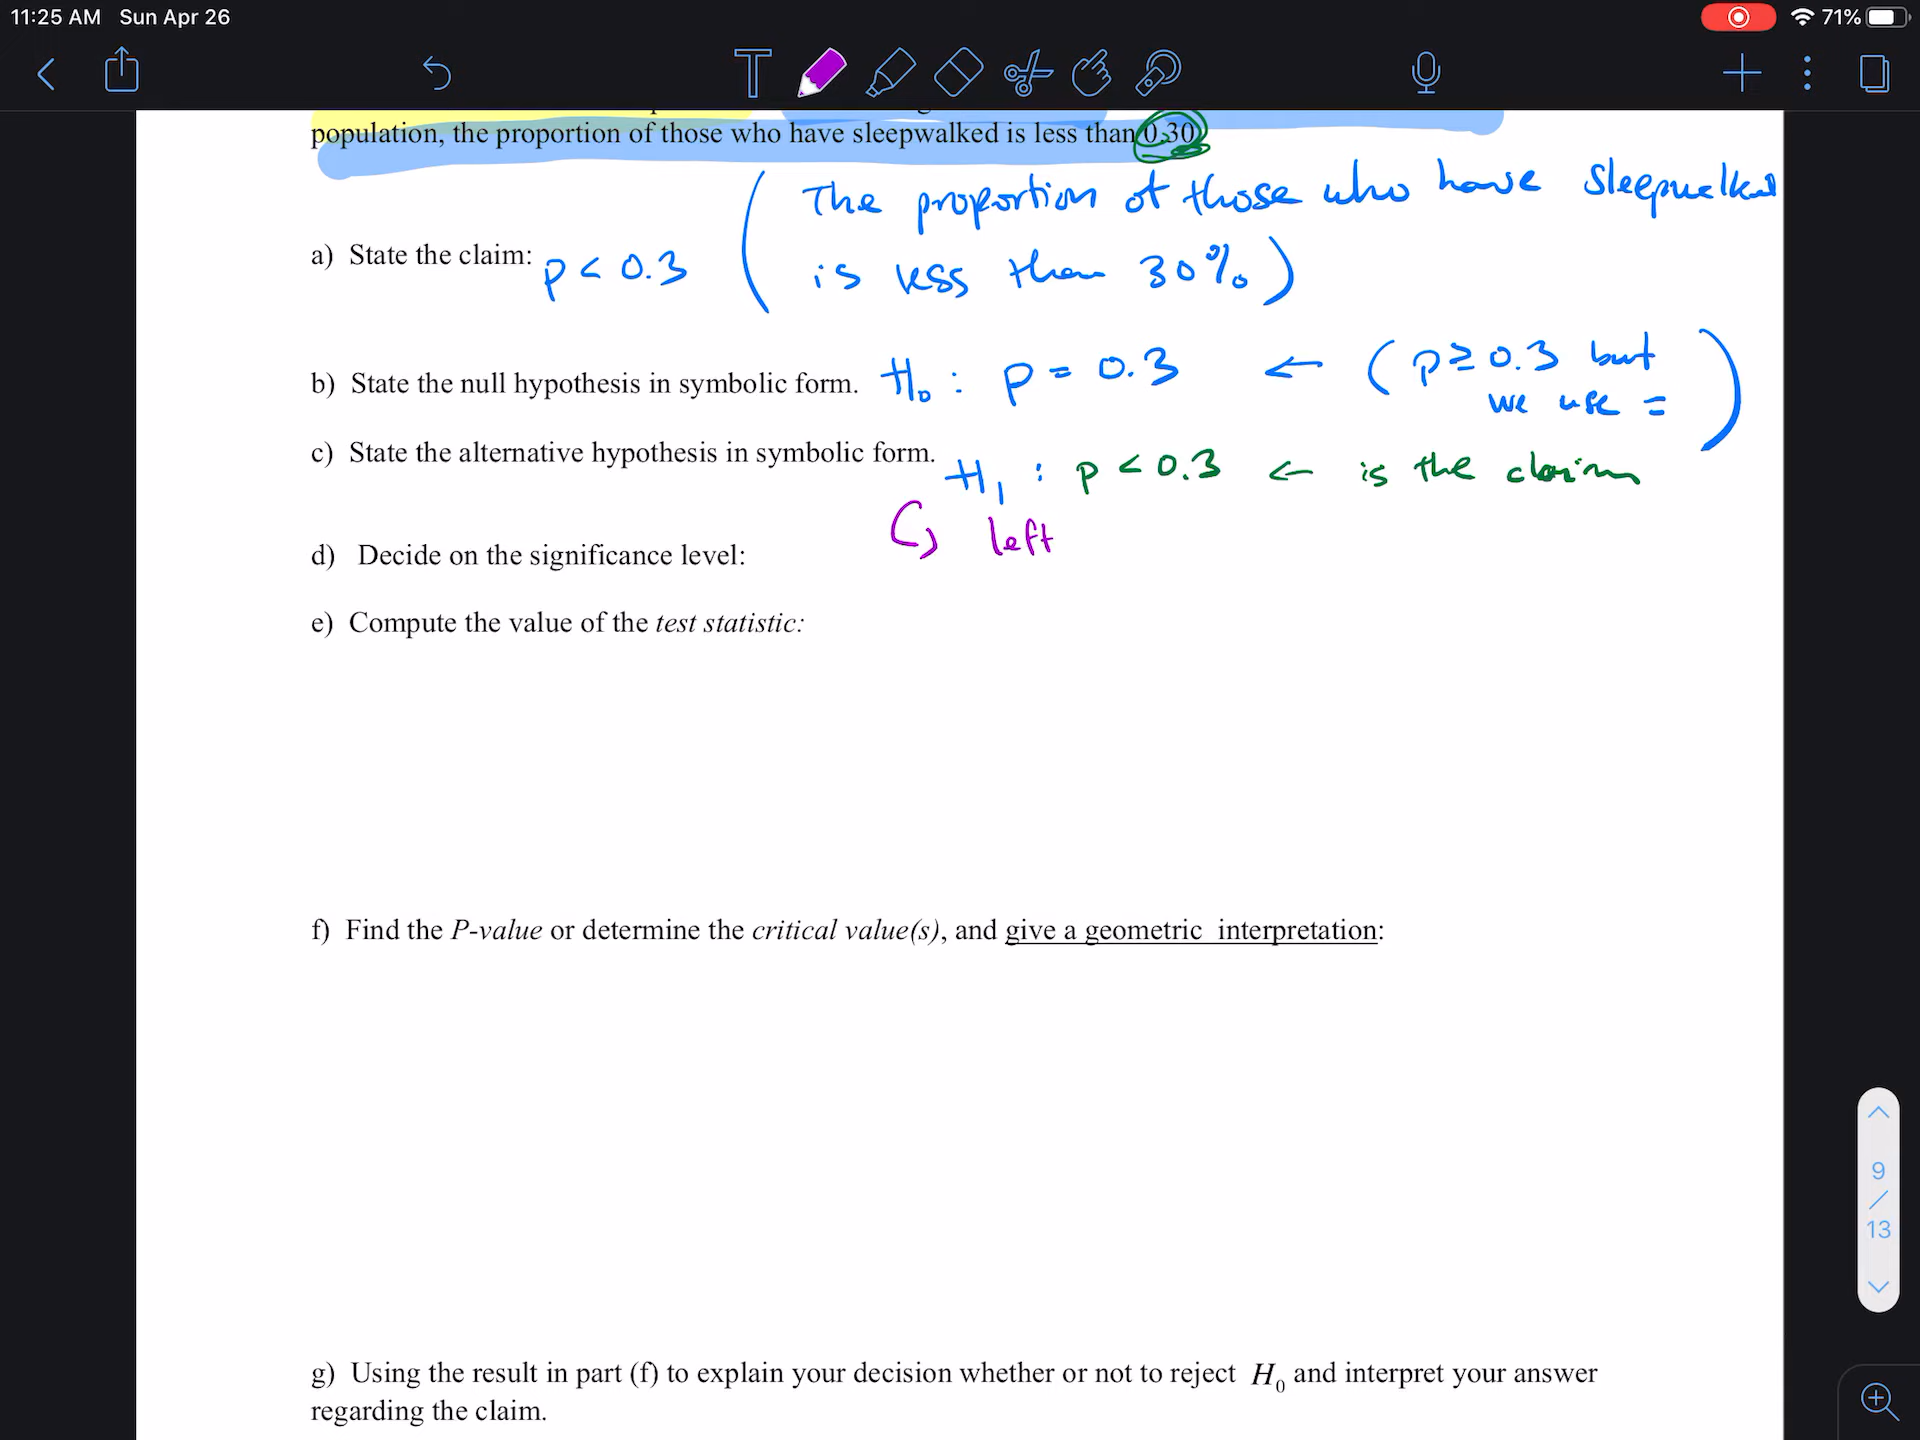 11:25 AM Sun Apr 26
71%
T
population, the proportion of those who have sleepwalked is less than 0.30
The proportion of those who have sleepwalked
a) State the claim: p < 0.3
is less than 30%)
b) State the null hypothesis in symbolic form. H₀ : p = 0.3 ← ( p ≥ 0.3 but
we use = )
c) State the alternative hypothesis in symbolic form. H₁ : p < 0.3 ← is the claim
left
d) Decide on the significance level:
e) Compute the value of the test statistic:
f) Find the P-value or determine the critical value(s), and give a geometric interpretation:
9
/
13
g) Using the result in part (f) to explain your decision whether or not to reject H₀ and interpret your answer
regarding the claim.